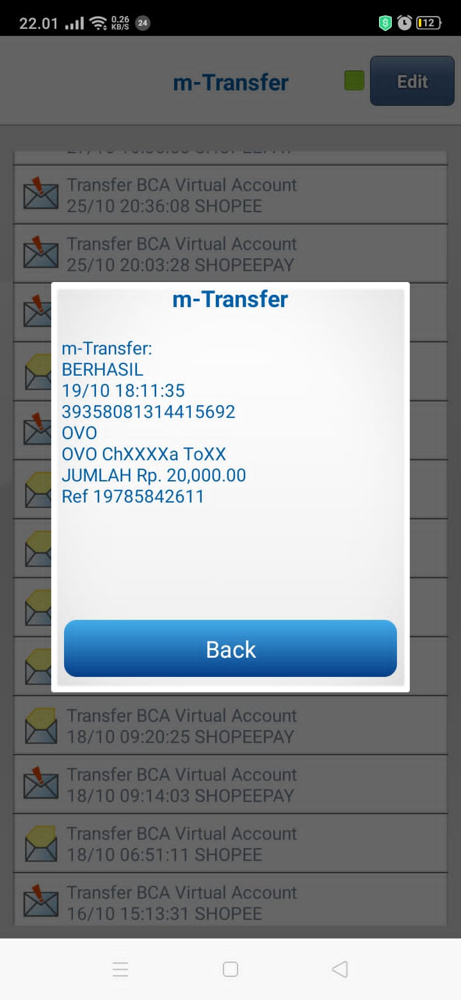 22.01
0.26
KB/S
24
12
m-Transfer
Edit
Transfer BCA Virtual Account
25/10 20:36:08 SHOPEE
Transfer BCA Virtual Account
25/10 20:03:28 SHOPEEPAY
m-Transfer
m-Transfer:
BERHASIL
19/10 18:11:35
39358081314415692
OVO
OVO ChXXXXa ToXX
JUMLAH Rp. 20,000.00
Ref 19785842611
Back
Transfer BCA Virtual Account
18/10 09:20:25 SHOPEEPAY
Transfer BCA Virtual Account
18/10 09:14:03 SHOPEEPAY
Transfer BCA Virtual Account
18/10 06:51:11 SHOPEE
Transfer BCA Virtual Account
16/10 15:13:31 SHOPEE